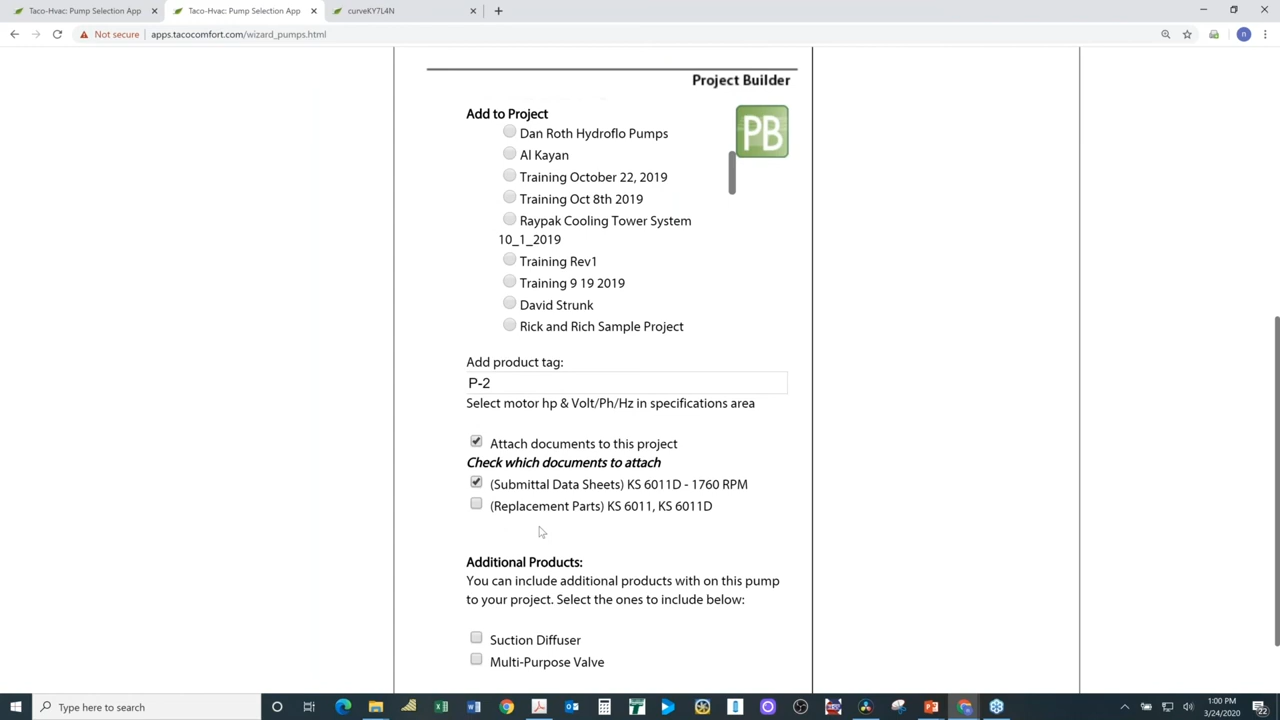 Taco-Hvac: Pump Selection App
Taco-Hvac: Pump Selection App
curveKY7L4N
Not secure
apps.tacocomfort.com/wizard_pumps.html
n
Project Builder
Add to Project
PB
Dan Roth Hydroflo Pumps
Al Kayan
Training October 22, 2019
Training Oct 8th 2019
Raypak Cooling Tower System
10_1_2019
Training Rev1
Training 9 19 2019
David Strunk
Rick and Rich Sample Project
Add product tag:
P-2
Select motor hp & Volt/Ph/Hz in specifications area
Attach documents to this project
Check which documents to attach
(Submittal Data Sheets) KS 6011D - 1760 RPM
(Replacement Parts) KS 6011, KS 6011D
Additional Products:
You can include additional products with on this pump
to your project. Select the ones to include below:
Suction Diffuser
Multi-Purpose Valve
Type here to search
1:00 PM
3/24/2020
22